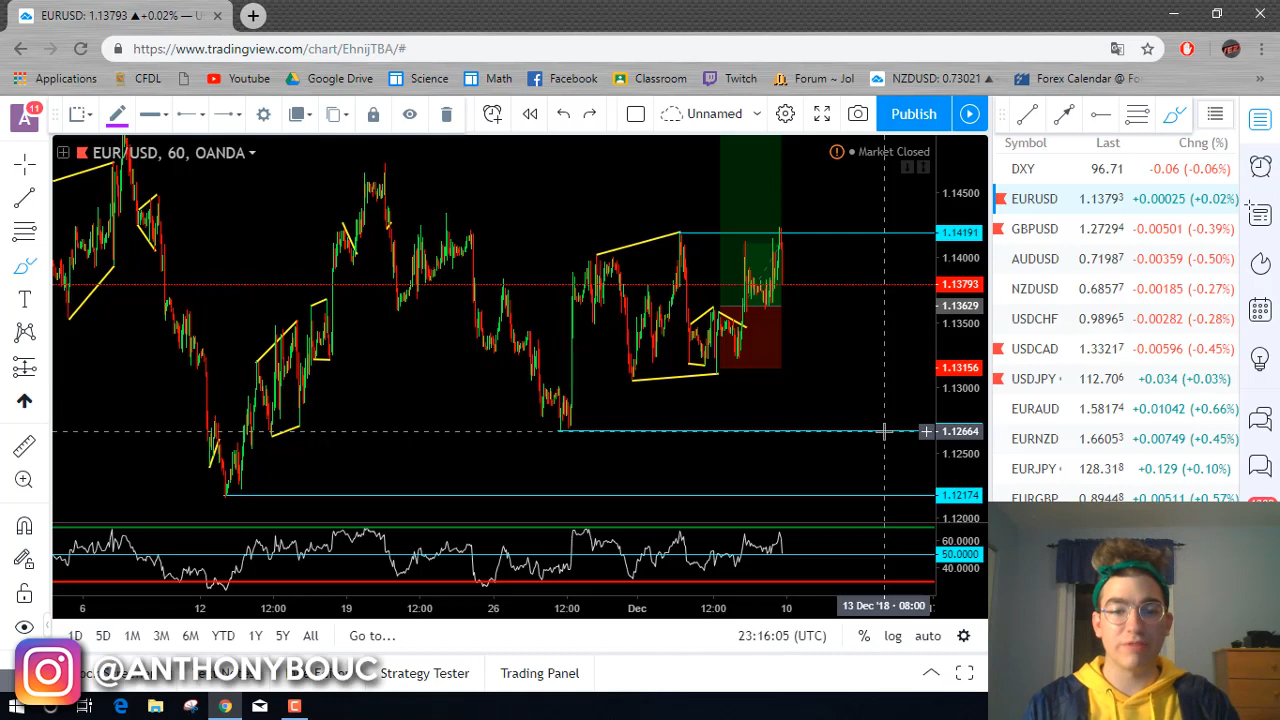 EURUSD: 1.13793 ▲+0.02% —
https://www.tradingview.com/chart/EhnijTBA/#
Applications CFDL Youtube Google Drive Science Math Facebook Classroom Twitch Forum ~ Jol NZDUSD: 0.73021 ▲ Forex Calendar @ Fo
A 11 Unnamed Publish
EUR/USD, 60, OANDA Market Closed
Symbol Last Chng (%)
DXY 96.71 -0.06 (-0.06%)
EURUSD 1.13793 +0.00025 (+0.02%)
GBPUSD 1.27294 -0.00501 (-0.39%)
AUDUSD 0.71987 -0.00359 (-0.50%)
NZDUSD 0.68577 -0.00185 (-0.27%)
USDCHF 0.98965 -0.00282 (-0.28%)
USDCAD 1.33217 -0.00596 (-0.45%)
USDJPY 112.706 +0.034 (+0.03%)
EURAUD 1.58174 +0.01042 (+0.66%)
EURNZD 1.66053 +0.00749 (+0.45%)
EURJPY 128.318 +0.129 (+0.10%)
EURGBP 0.89448 +0.00511 (+0.57%)
1.14500
1.14191
1.14000
1.13793
1.13629
1.13500
1.13156
1.13000
1.12664
1.12500
1.12174
1.12000
60.0000
50.0000
40.0000
6 12 12:00 19 12:00 26 12:00 Dec 12:00 10 13 Dec '18 - 08:00
1D 5D 1M 3M 6M YTD 1Y 5Y All Go to... 23:16:05 (UTC) % log auto
Strategy Tester Trading Panel
@ANTHONYBOUC